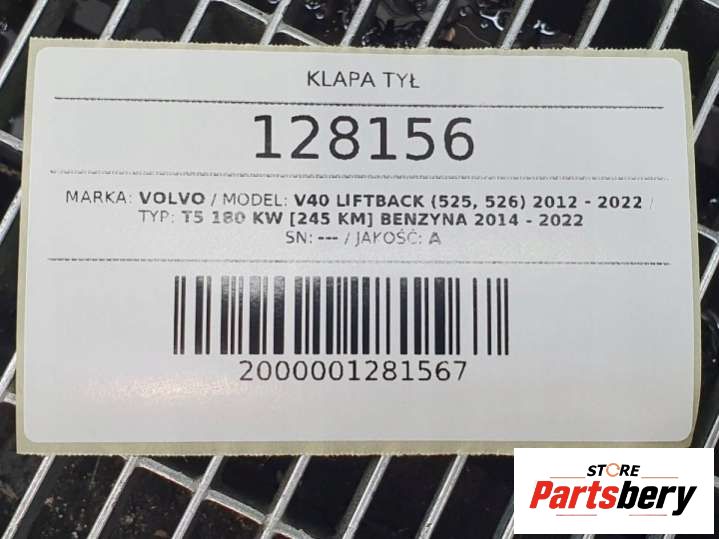 KLAPA TYŁ
128156
MARKA: VOLVO / MODEL: V40 LIFTBACK (525, 526) 2012 - 2022 /
TYP: T5 180 KW [245 KM] BENZYNA 2014 - 2022
SN: --- / JAKOŚĆ: A
2000001281567
STORE
Partsbery